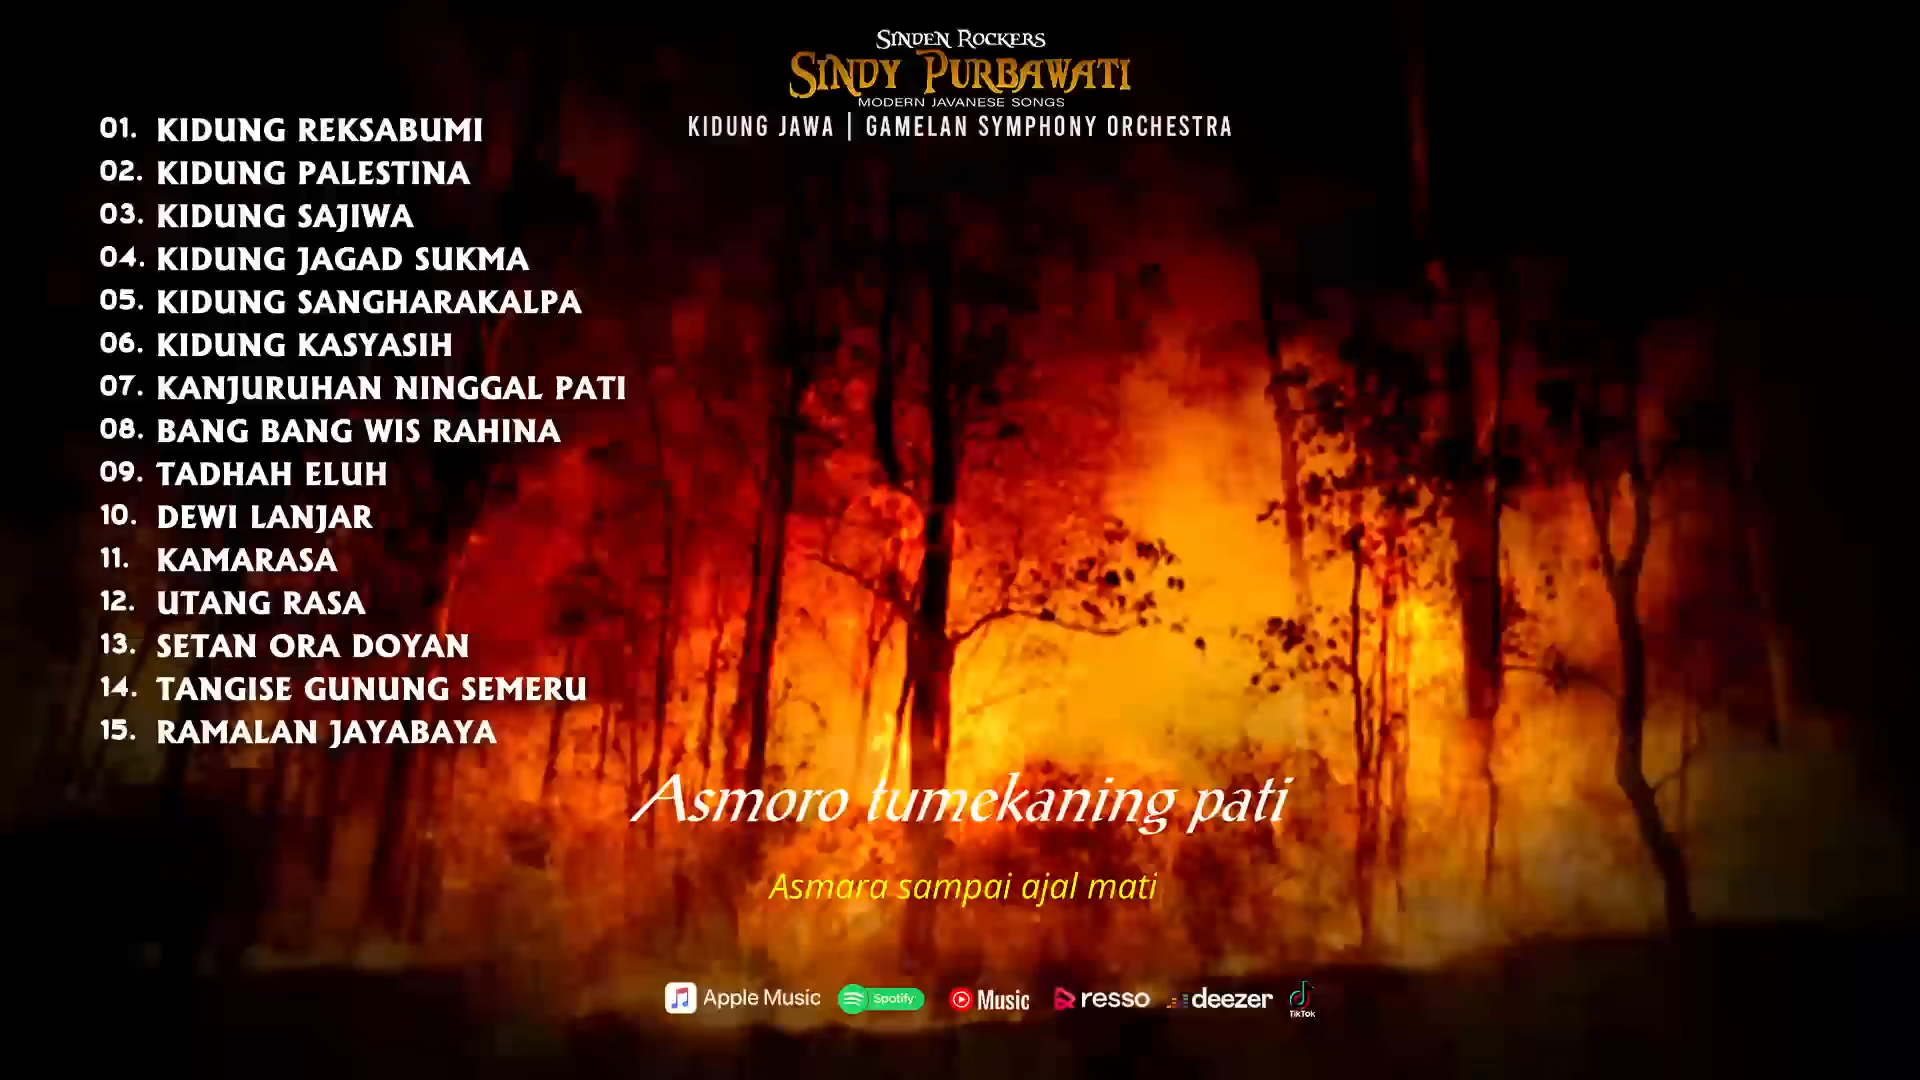 SINDEN ROCKERS
SINDY PURBAWATI
MODERN JAVANESE SONGS
KIDUNG JAWA | GAMELAN SYMPHONY ORCHESTRA
01. KIDUNG REKSABUMI
02. KIDUNG PALESTINA
03. KIDUNG SAJIWA
04. KIDUNG JAGAD SUKMA
05. KIDUNG SANGHARAKALPA
06. KIDUNG KASYASIH
07. KANJURUHAN NINGGAL PATI
08. BANG BANG WIS RAHINA
09. TADHAH ELUH
10. DEWI LANJAR
11. KAMARASA
12. UTANG RASA
13. SETAN ORA DOYAN
14. TANGISE GUNUNG SEMERU
15. RAMALAN JAYABAYA
Asmoro tumekaning pati
Asmara sampai ajal mati
Apple Music Spotify Music resso deezer TikTok